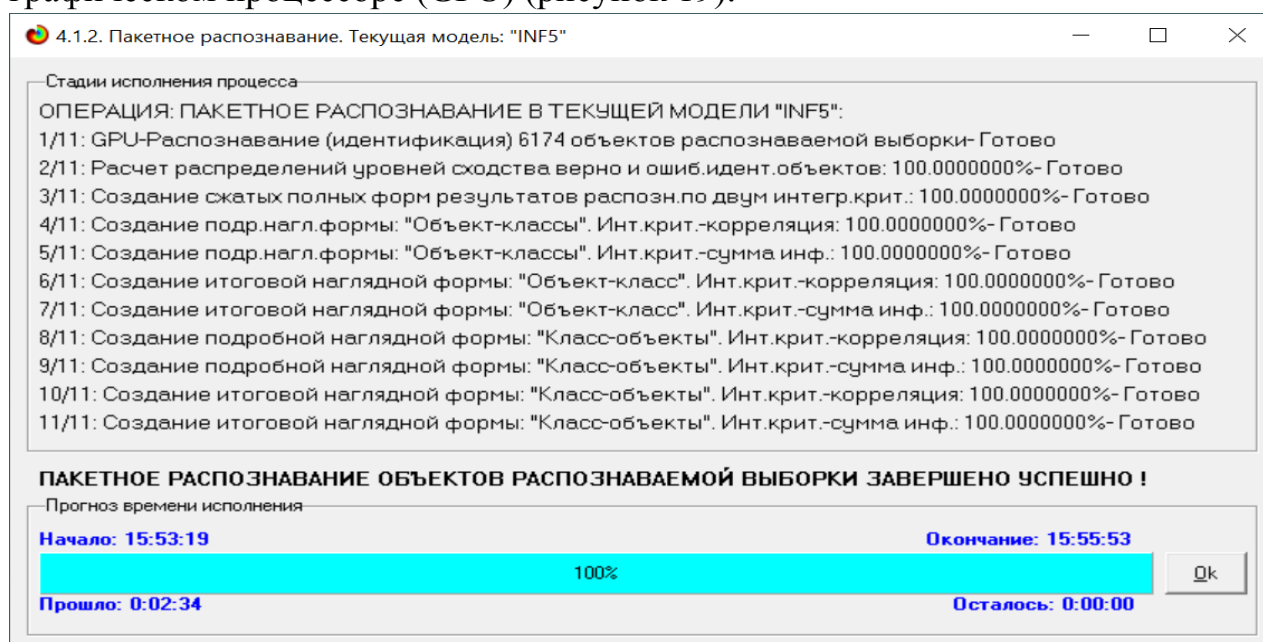 графическом процессоре (GPU) (рисунок 19).
4.1.2. Пакетное распознавание. Текущая модель: "INF5"
Стадии исполнения процесса
ОПЕРАЦИЯ: ПАКЕТНОЕ РАСПОЗНАВАНИЕ В ТЕКУЩЕЙ МОДЕЛИ "INF5":
1/11: GPU-Распознавание (идентификация) 6174 объектов распознаваемой выборки- Готово
2/11: Расчет распределений уровней сходства верно и ошиб.идент.объектов: 100.0000000%- Готово
3/11: Создание сжатых полных форм результатов распозн.по двум интегр.крит.: 100.0000000%- Готово
4/11: Создание подр.нагл.формы: "Объект-классы". Инт.крит.-корреляция: 100.0000000%- Готово
5/11: Создание подр.нагл.формы: "Объект-классы". Инт.крит.-сумма инф.: 100.0000000%- Готово
6/11: Создание итоговой наглядной формы: "Объект-класс". Инт.крит.-корреляция: 100.0000000%- Готово
7/11: Создание итоговой наглядной формы: "Объект-класс". Инт.крит.-сумма инф.: 100.0000000%- Готово
8/11: Создание подробной наглядной формы: "Класс-объекты". Инт.крит.-корреляция: 100.0000000%- Готово
9/11: Создание подробной наглядной формы: "Класс-объекты". Инт.крит.-сумма инф.: 100.0000000%- Готово
10/11: Создание итоговой наглядной формы: "Класс-объекты". Инт.крит.-корреляция: 100.0000000%- Готово
11/11: Создание итоговой наглядной формы: "Класс-объекты". Инт.крит.-сумма инф.: 100.0000000%- Готово
ПАКЕТНОЕ РАСПОЗНАВАНИЕ ОБЪЕКТОВ РАСПОЗНАВАЕМОЙ ВЫБОРКИ ЗАВЕРШЕНО УСПЕШНО !
Прогноз времени исполнения
Начало: 15:53:19 Окончание: 15:55:53
100% Ok
Прошло: 0:02:34 Осталось: 0:00:00